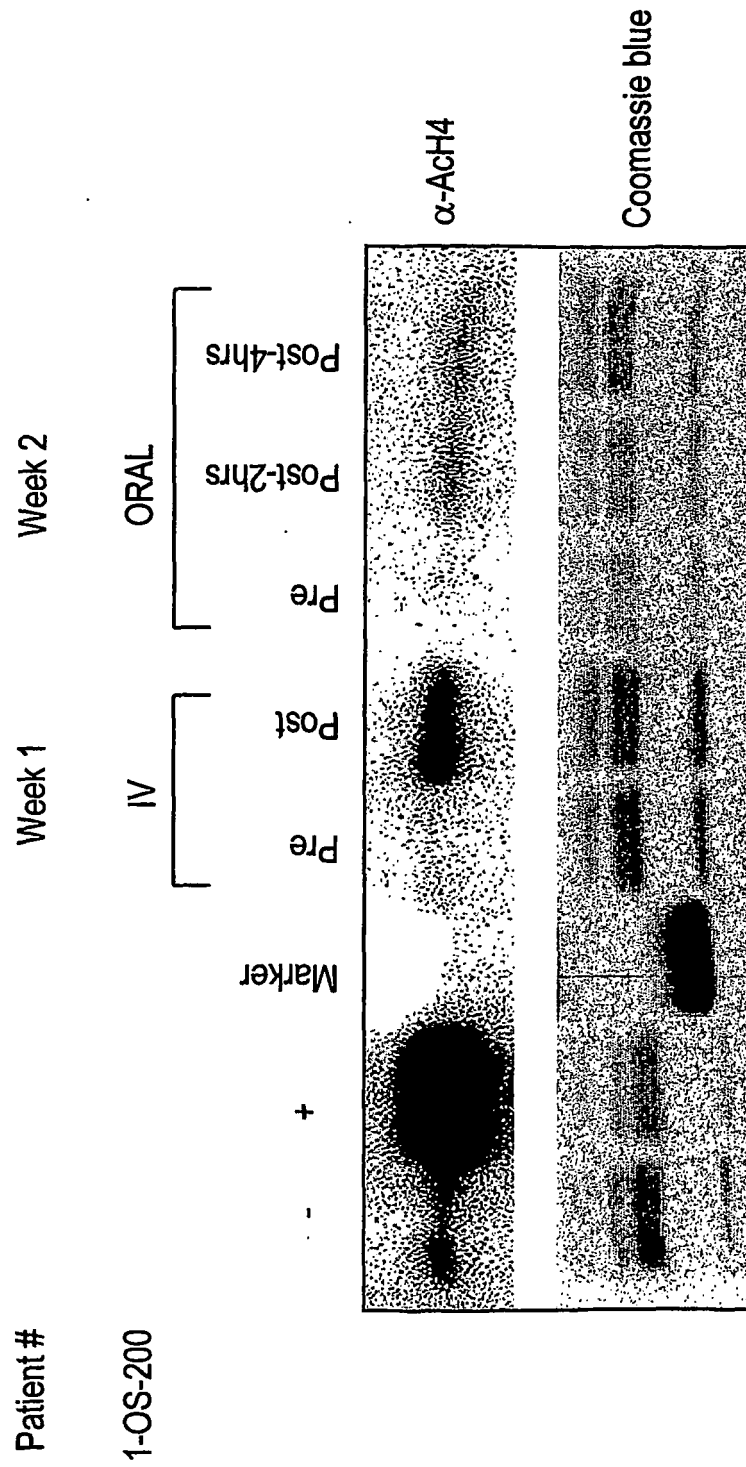 Patient #
Week 1
Week 2
1-OS-200
IV
ORAL
-
+
Marker
Pre
Post
Pre
Post-2hrs
Post-4hrs
α-AcH4
Coomassie blue